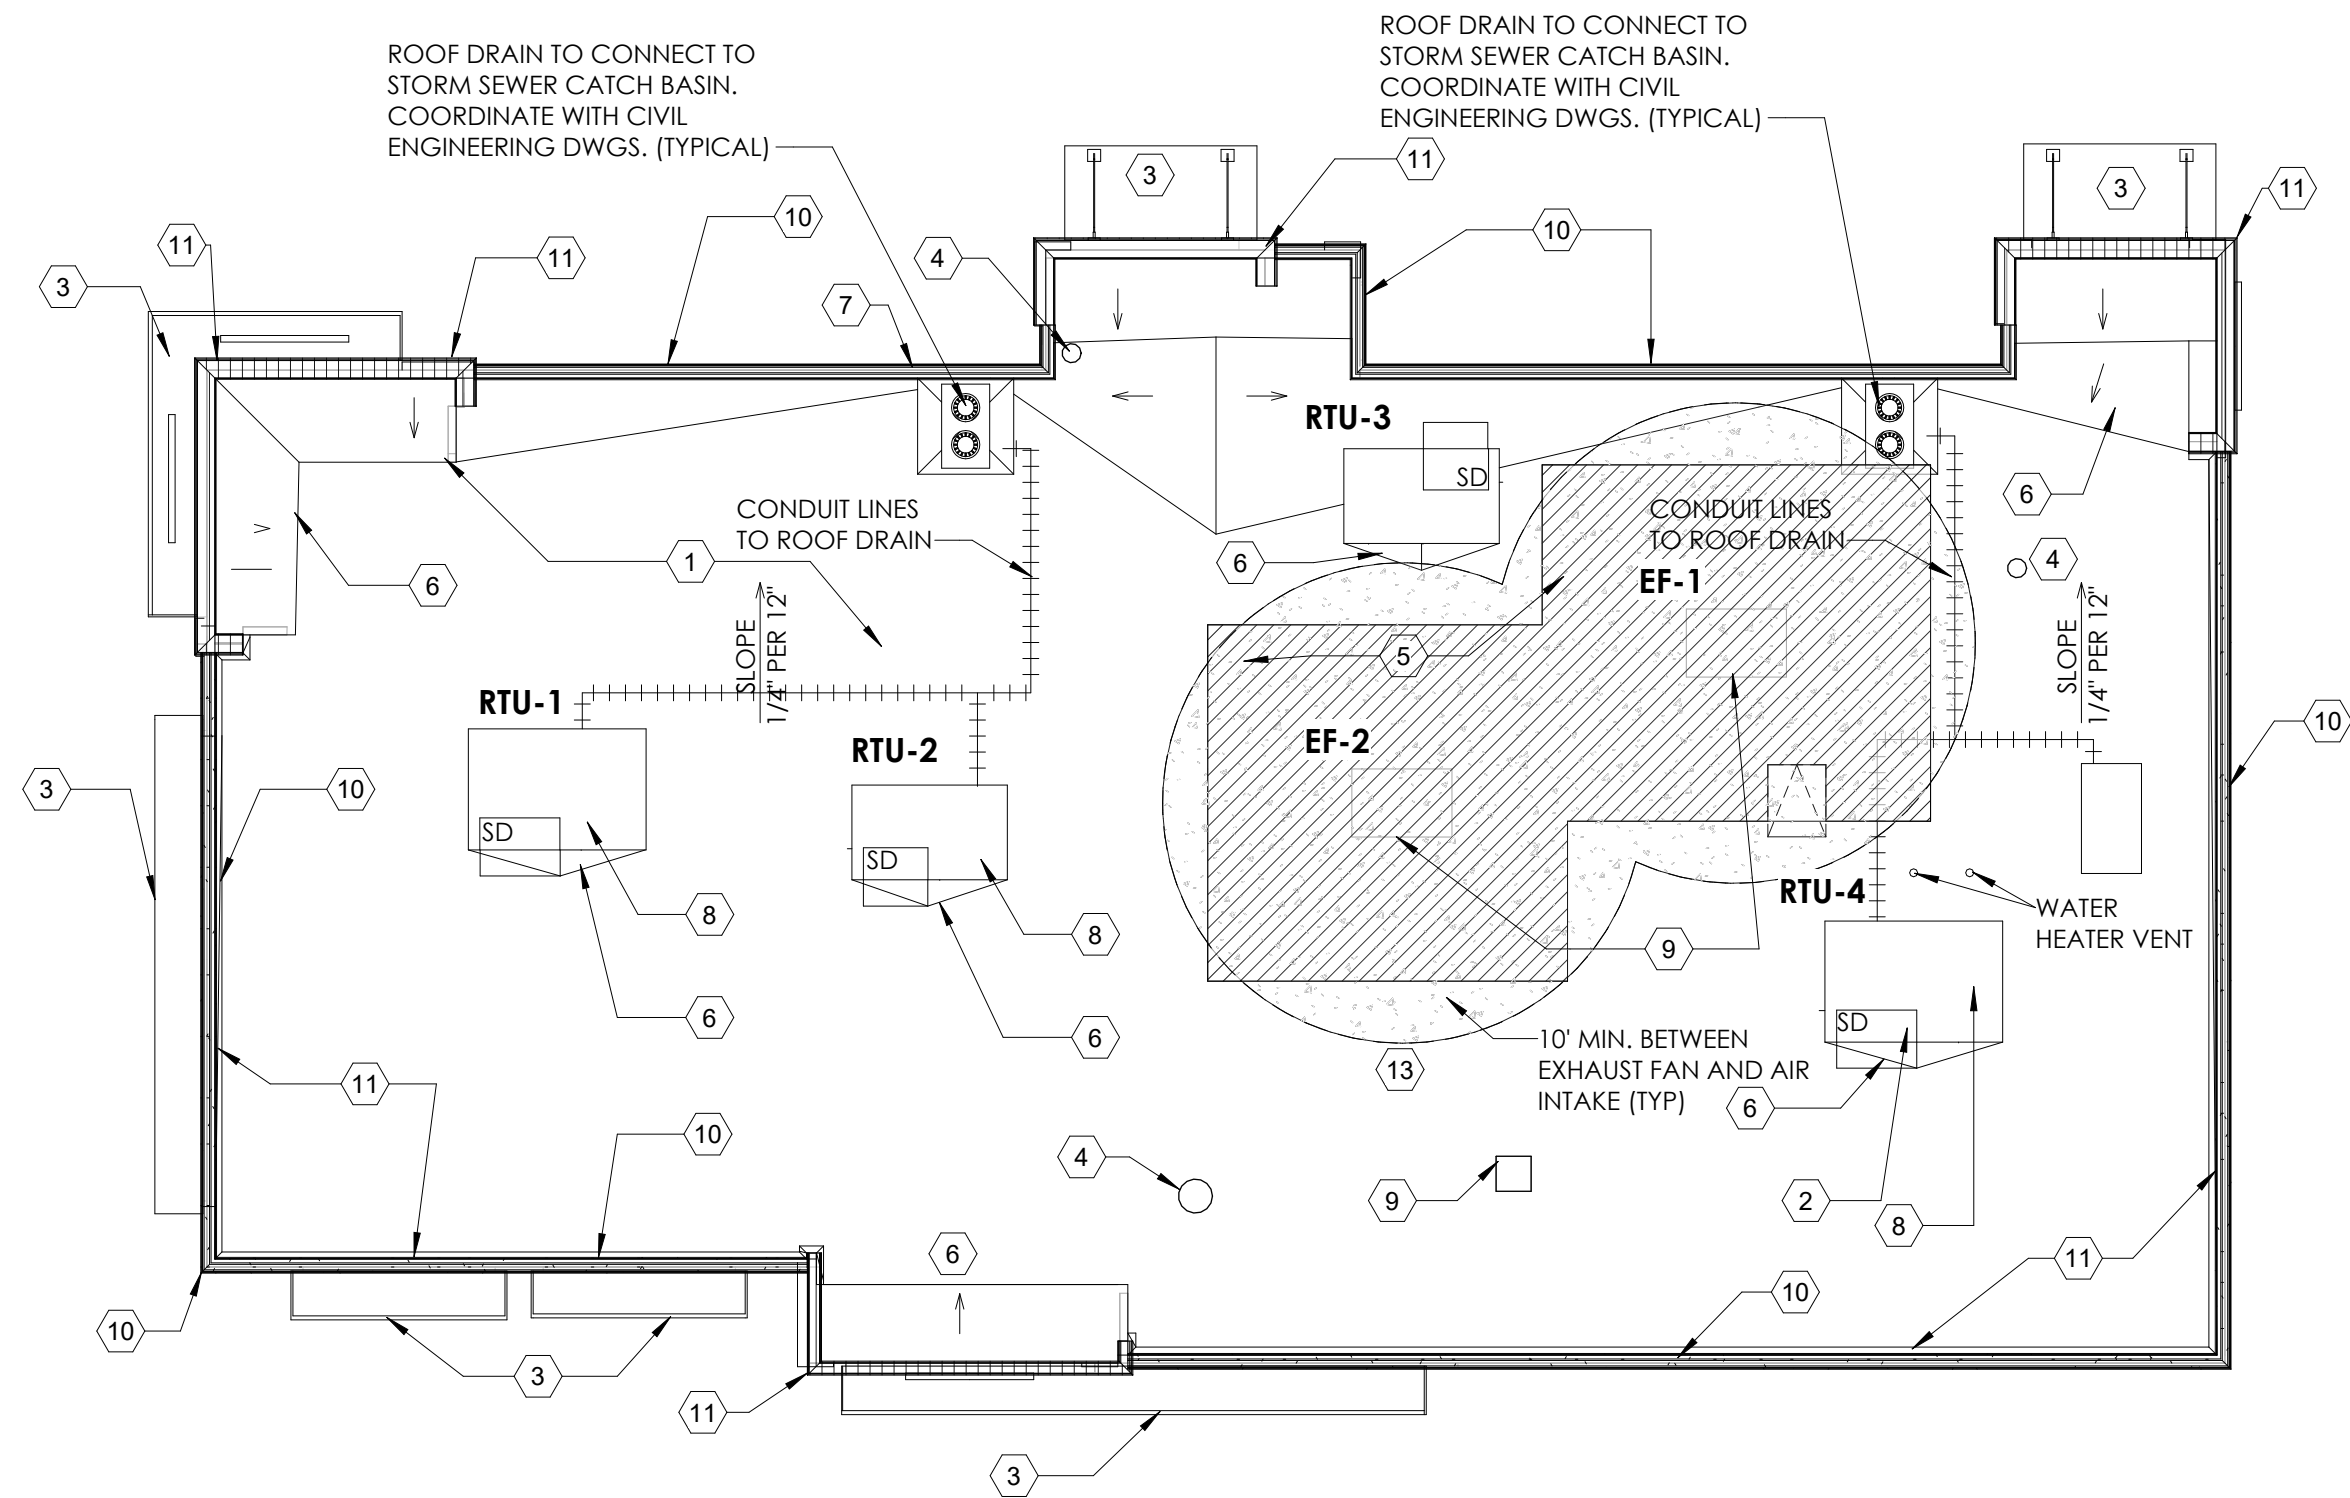 ROOF DRAIN TO CONNECT TO
STORM SEWER CATCH BASIN.
COORDINATE WITH CIVIL
ENGINEERING DWGS. (TYPICAL)
ROOF DRAIN TO CONNECT TO
STORM SEWER CATCH BASIN.
COORDINATE WITH CIVIL
ENGINEERING DWGS. (TYPICAL)
3
11
3
11
10
10
4
11
11
3
7
RTU-3
SD
6
CONDUIT LINES
TO ROOF DRAIN
CONDUIT LINES
TO ROOF DRAIN
1
6
6
4
EF-1
SLOPE
1/4" PER 12"
SLOPE
1/4" PER 12"
5
RTU-1
RTU-2
EF-2
10
3
10
SD
SD
8
8
9
RTU-4
WATER
HEATER VENT
6
6
SD
10' MIN. BETWEEN
EXHAUST FAN AND AIR
INTAKE (TYP)
13
6
11
10
4
9
2
8
6
11
10
10
3
11
3